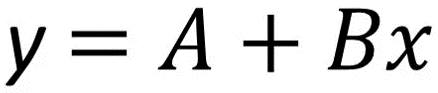 y = A + Bx